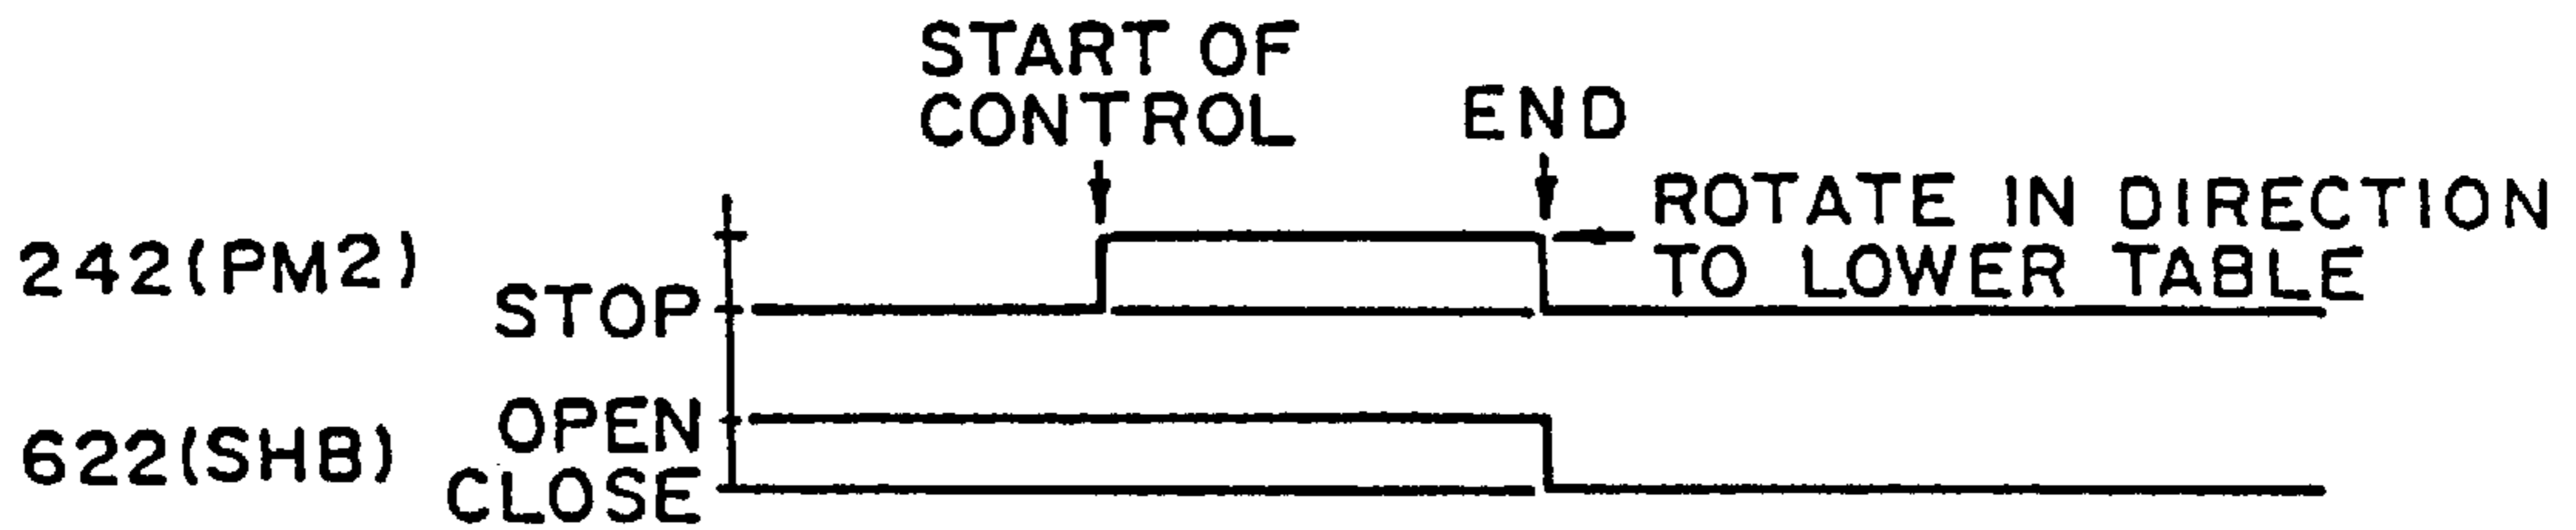 START OF
CONTROL
END
ROTATE IN DIRECTION
TO LOWER TABLE
242(PM2)
STOP
OPEN
622(SHB)
CLOSE